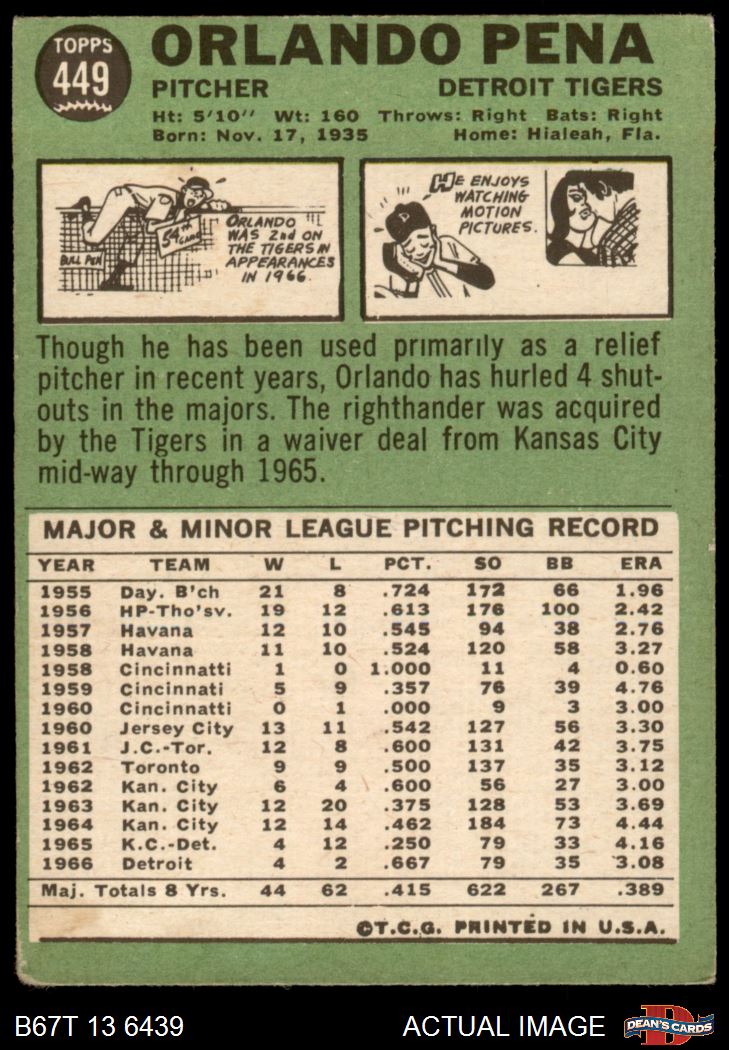 TOPPS
449
ORLANDO PENA
PITCHER DETROIT TIGERS
Ht: 5'10'' Wt: 160 Throws: Right Bats: Right
Born: Nov. 17, 1935 Home: Hialeah, Fla.
54th GAME
BULL PEN
ORLANDO
WAS 2nd ON
THE TIGERS IN
APPEARANCES
IN 1966.
HE ENJOYS
WATCHING
MOTION
PICTURES.
Though he has been used primarily as a relief
pitcher in recent years, Orlando has hurled 4 shut-
outs in the majors. The righthander was acquired
by the Tigers in a waiver deal from Kansas City
mid-way through 1965.
MAJOR & MINOR LEAGUE PITCHING RECORD
YEAR TEAM W L PCT. SO BB ERA
1955 Day. B'ch 21 8 .724 172 66 1.96
1956 HP-Tho'sv. 19 12 .613 176 100 2.42
1957 Havana 12 10 .545 94 38 2.76
1958 Havana 11 10 .524 120 58 3.27
1958 Cincinnatti 1 0 1.000 11 4 0.60
1959 Cincinnati 5 9 .357 76 39 4.76
1960 Cincinnati 0 1 .000 9 3 3.00
1960 Jersey City 13 11 .542 127 56 3.30
1961 J.C.-Tor. 12 8 .600 131 42 3.75
1962 Toronto 9 9 .500 137 35 3.12
1962 Kan. City 6 4 .600 56 27 3.00
1963 Kan. City 12 20 .375 128 53 3.69
1964 Kan. City 12 14 .462 184 73 4.44
1965 K.C.-Det. 4 12 .250 79 33 4.16
1966 Detroit 4 2 .667 79 35 3.08
Maj. Totals 8 Yrs. 44 62 .415 622 267 .389
©T.C.G. PRINTED IN U.S.A.
B67T 13 6439 ACTUAL IMAGE DEAN'S CARDS